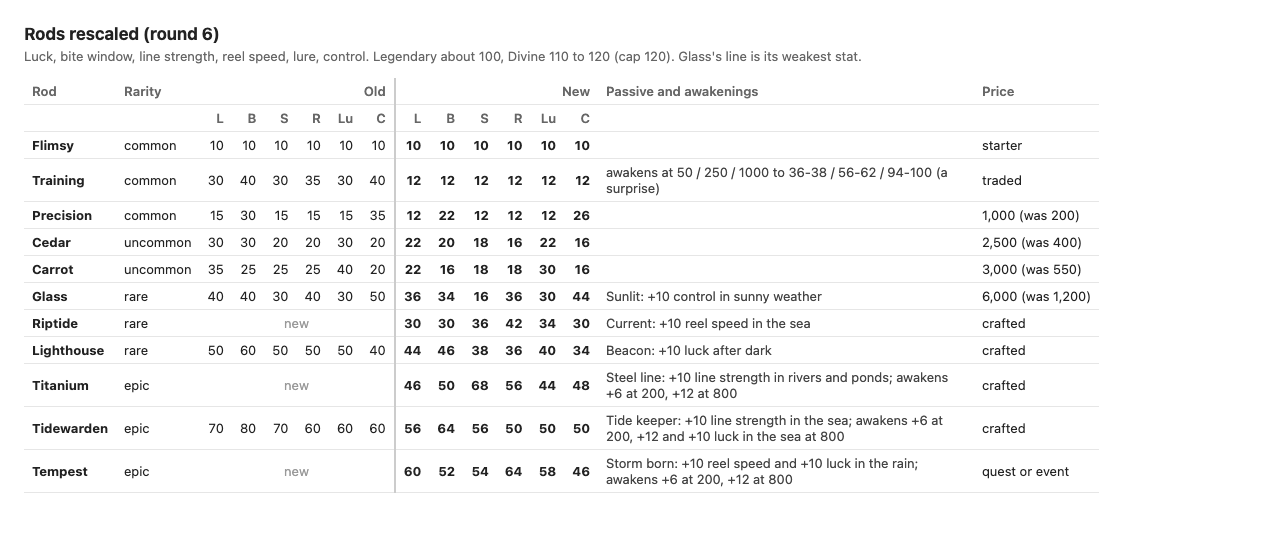 Rods rescaled (round 6)
Luck, bite window, line strength, reel speed, lure, control. Legendary about 100, Divine 110 to 120 (cap 120). Glass's line is its weakest stat.
Rod Rarity Old New Passive and awakenings Price
L B S R Lu C L B S R Lu C
Flimsy common 10 10 10 10 10 10 10 10 10 10 10 10 starter
Training common 30 40 30 35 30 40 12 12 12 12 12 12 awakens at 50 / 250 / 1000 to 36-38 / 56-62 / 94-100 (a
surprise) traded
Precision common 15 30 15 15 15 35 12 22 12 12 12 26 1,000 (was 200)
Cedar uncommon 30 30 20 20 30 20 22 20 18 16 22 16 2,500 (was 400)
Carrot uncommon 35 25 25 25 40 20 22 16 18 18 30 16 3,000 (was 550)
Glass rare 40 40 30 40 30 50 36 34 16 36 30 44 Sunlit: +10 control in sunny weather 6,000 (was 1,200)
Riptide rare new 30 30 36 42 34 30 Current: +10 reel speed in the sea crafted
Lighthouse rare 50 60 50 50 50 40 44 46 38 36 40 34 Beacon: +10 luck after dark crafted
Titanium epic new 46 50 68 56 44 48 Steel line: +10 line strength in rivers and ponds; awakens
+6 at 200, +12 at 800 crafted
Tidewarden epic 70 80 70 60 60 60 56 64 56 50 50 50 Tide keeper: +10 line strength in the sea; awakens +6 at
200, +12 and +10 luck in the sea at 800 crafted
Tempest epic new 60 52 54 64 58 46 Storm born: +10 reel speed and +10 luck in the rain;
awakens +6 at 200, +12 at 800 quest or event